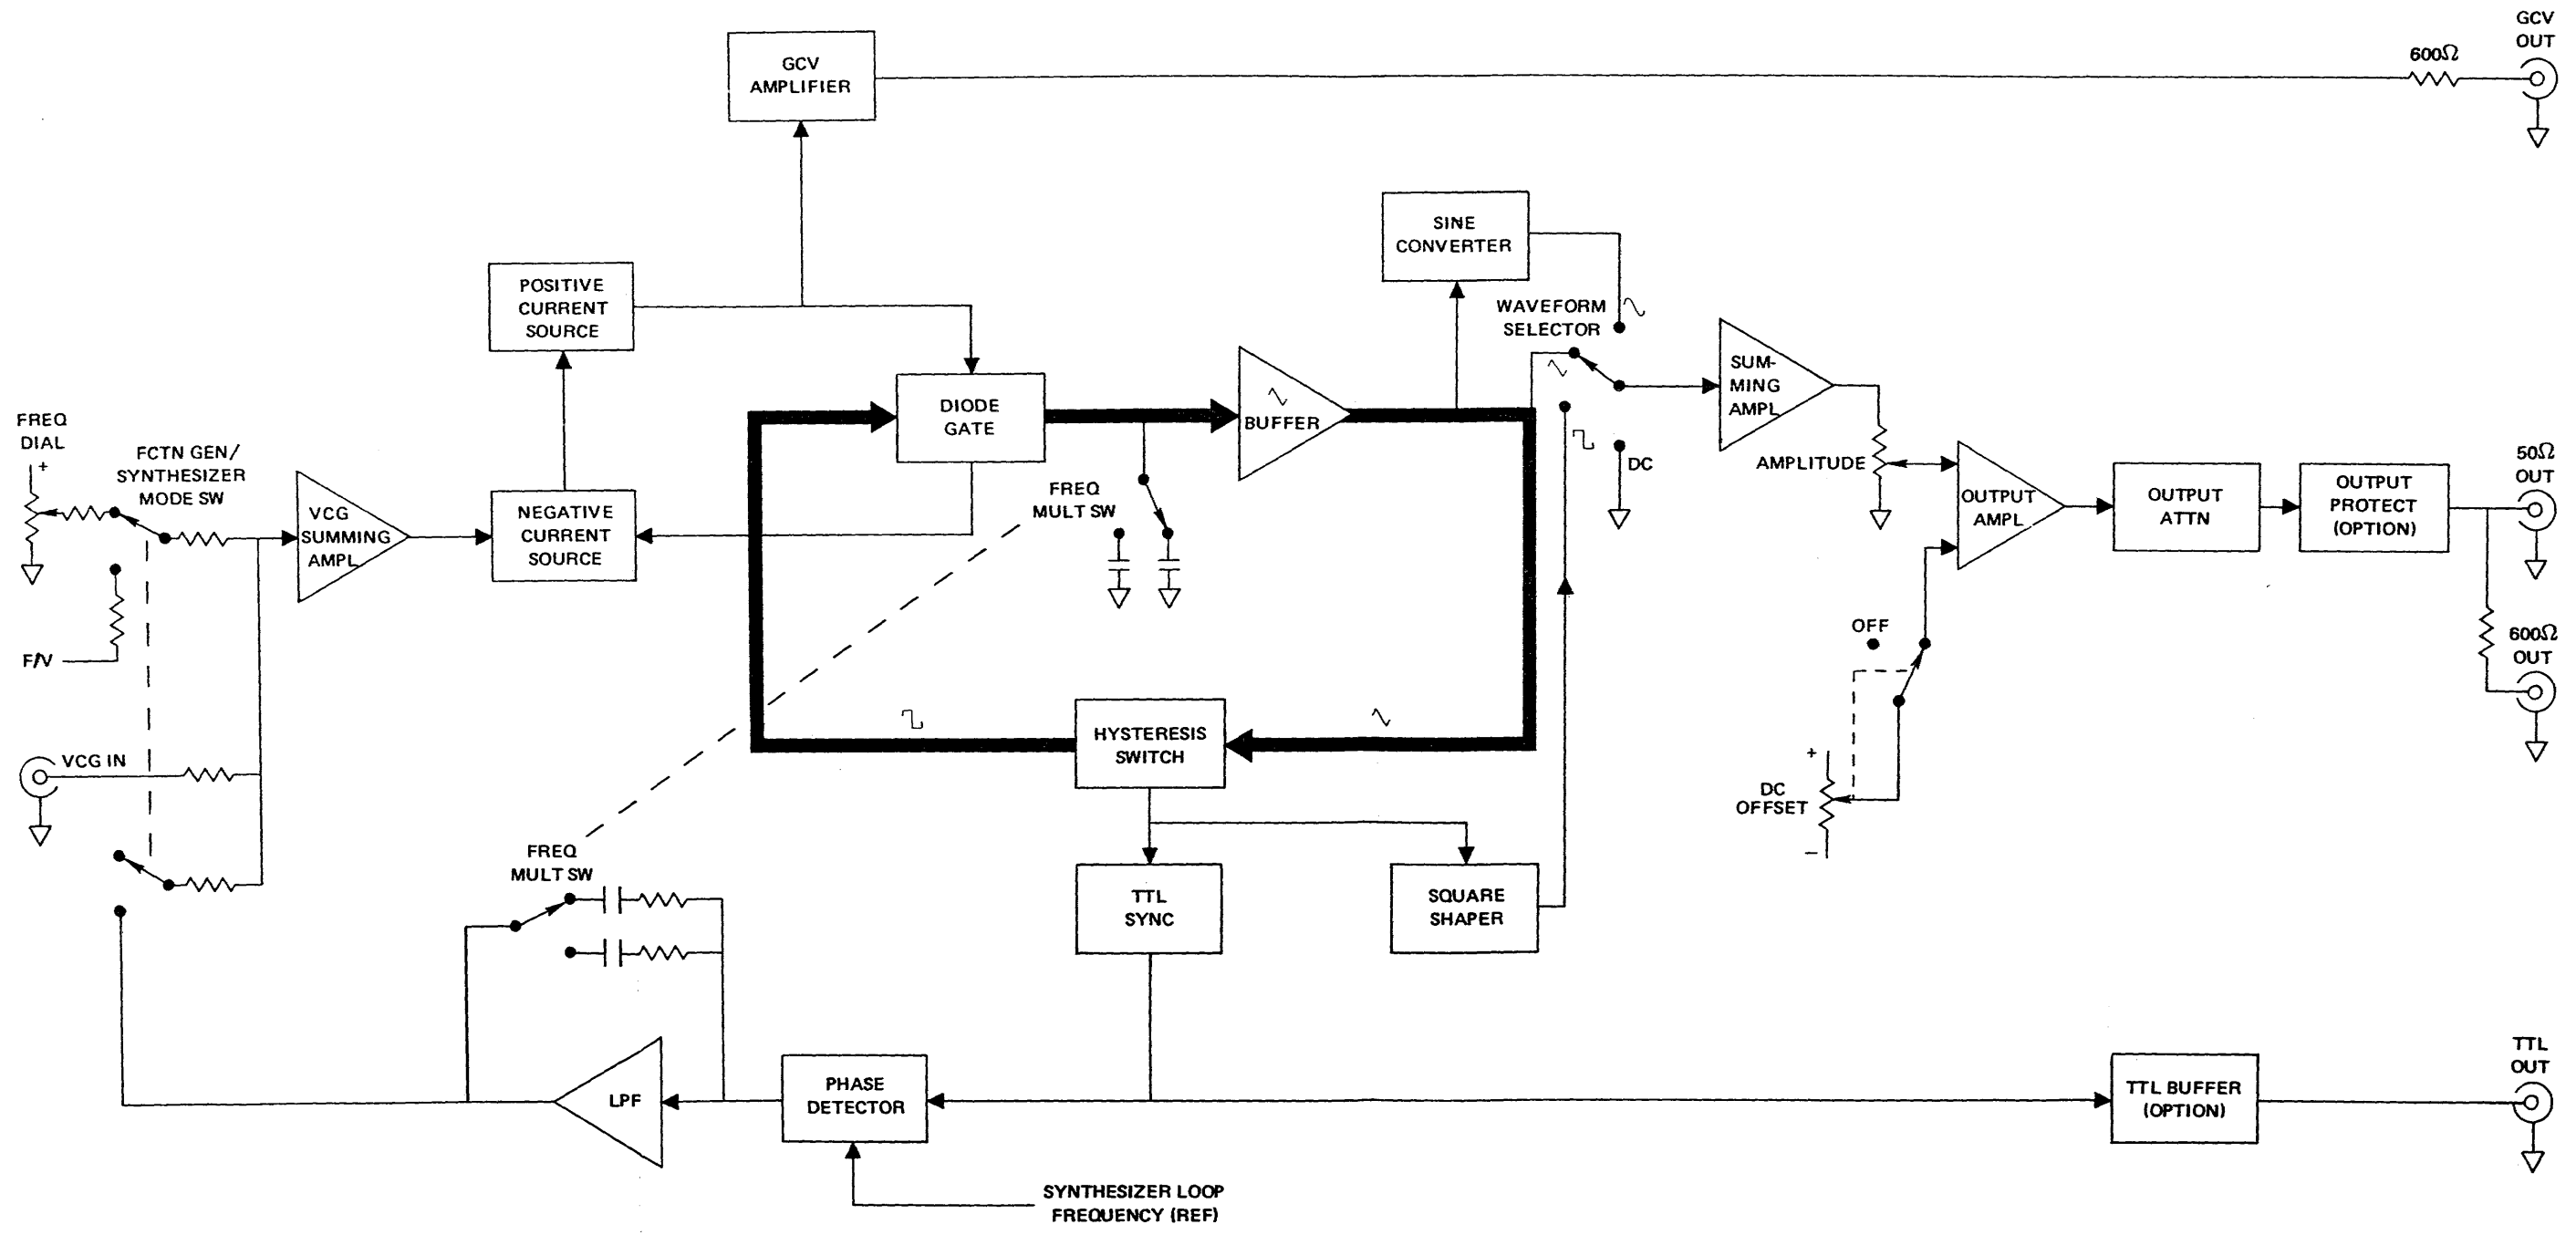 GCV
OUT
600Ω
GCV
AMPLIFIER
SINE
CONVERTER
POSITIVE
CURRENT
SOURCE
WAVEFORM
SELECTOR
SUM-
MING
AMPL
DIODE
GATE
BUFFER
FREQ
DIAL
+
FCTN GEN/
SYNTHESIZER
MODE SW
VCG
SUMMING
AMPL
NEGATIVE
CURRENT
SOURCE
FREQ
MULT SW
DC
AMPLITUDE
OUTPUT
AMPL
OUTPUT
ATTN
OUTPUT
PROTECT
(OPTION)
50Ω
OUT
F/V
OFF
600Ω
OUT
VCG IN
HYSTERESIS
SWITCH
+
DC
OFFSET
−
FREQ
MULT SW
TTL
SYNC
SQUARE
SHAPER
LPF
PHASE
DETECTOR
TTL BUFFER
(OPTION)
TTL
OUT
SYNTHESIZER LOOP
FREQUENCY (REF)